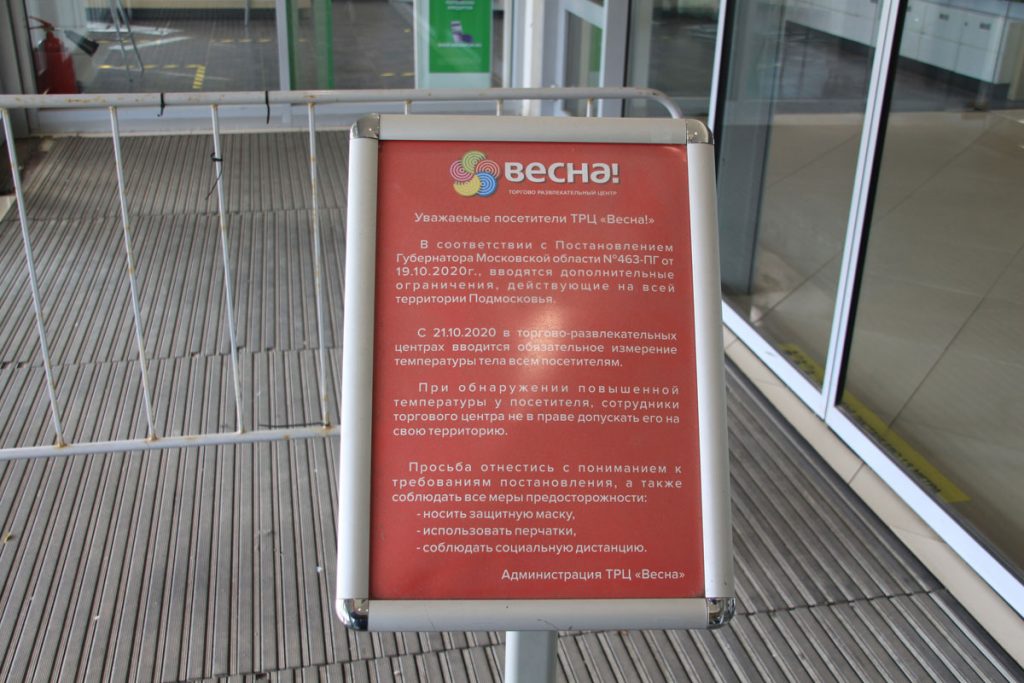 ВЕСНА!
ТОРГОВО РАЗВЛЕКАТЕЛЬНЫЙ ЦЕНТР
Уважаемые посетители ТРЦ «Весна!»
В соответствии с Постановлением
Губернатора Московской области №463-ПГ от
19.10.2020г., вводятся дополнительные
ограничения, действующие на всей
территории Подмосковья.
С 21.10.2020 в торгово-развлекательных
центрах вводится обязательное измерение
температуры тела всем посетителям.
При обнаружении повышенной
температуры у посетителя, сотрудники
торгового центра не в праве допускать его на
свою территорию.
Просьба отнестись с пониманием к
требованиям постановления, а также
соблюдать все меры предосторожности:
- носить защитную маску,
- использовать перчатки,
- соблюдать социальную дистанцию.
Администрация ТРЦ «Весна»